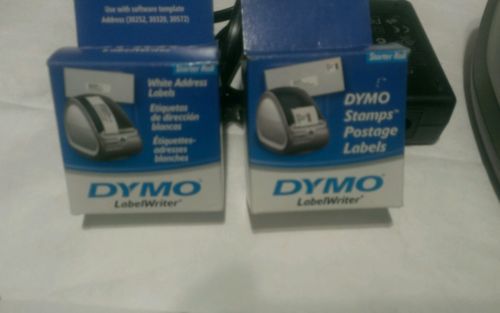 Use with software template
Address (30252, 30320, 30572)
Starter Roll
White Address
Labels
Etiquetas
de dirección
blancas
Étiquettes-
adresses
blanches
DYMO
LabelWriter
Starter Roll
DYMO
Stamps™
Postage
Labels
DYMO
LabelWriter